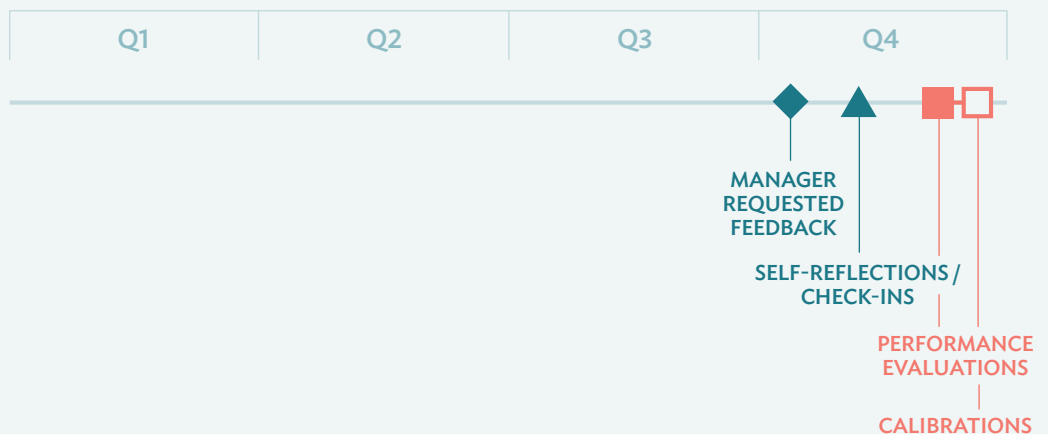 Q1
Q2
Q3
Q4
MANAGER
REQUESTED
FEEDBACK
SELF-REFLECTIONS /
CHECK-INS
PERFORMANCE
EVALUATIONS
CALIBRATIONS